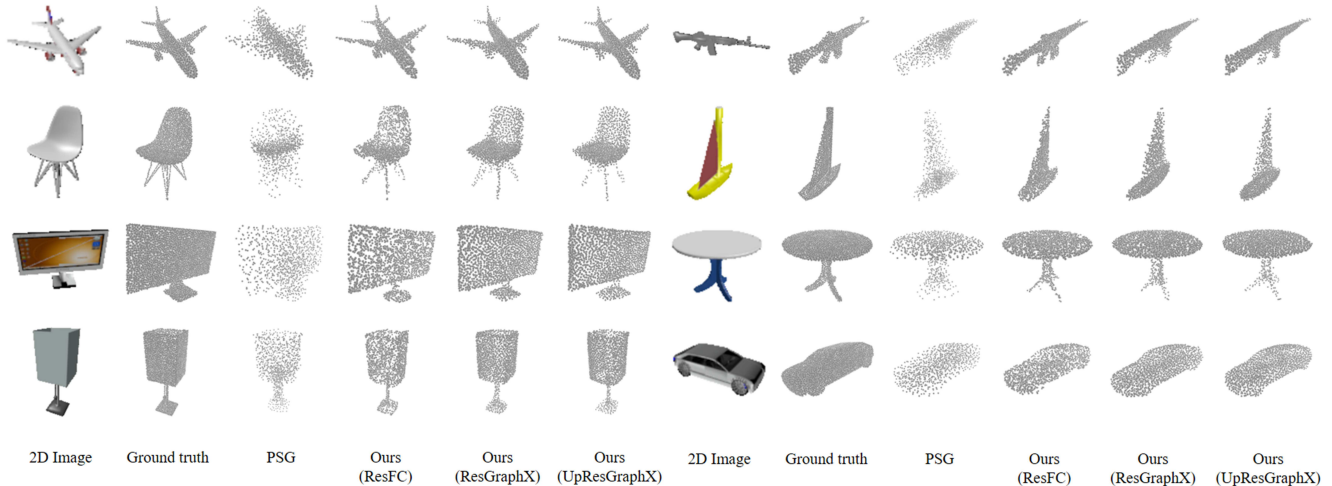 2D Image Ground truth PSG Ours Ours Ours 2D Image Ground truth PSG Ours Ours Ours
(ResFC) (ResGraphX) (UpResGraphX) (ResFC) (ResGraphX) (UpResGraphX)